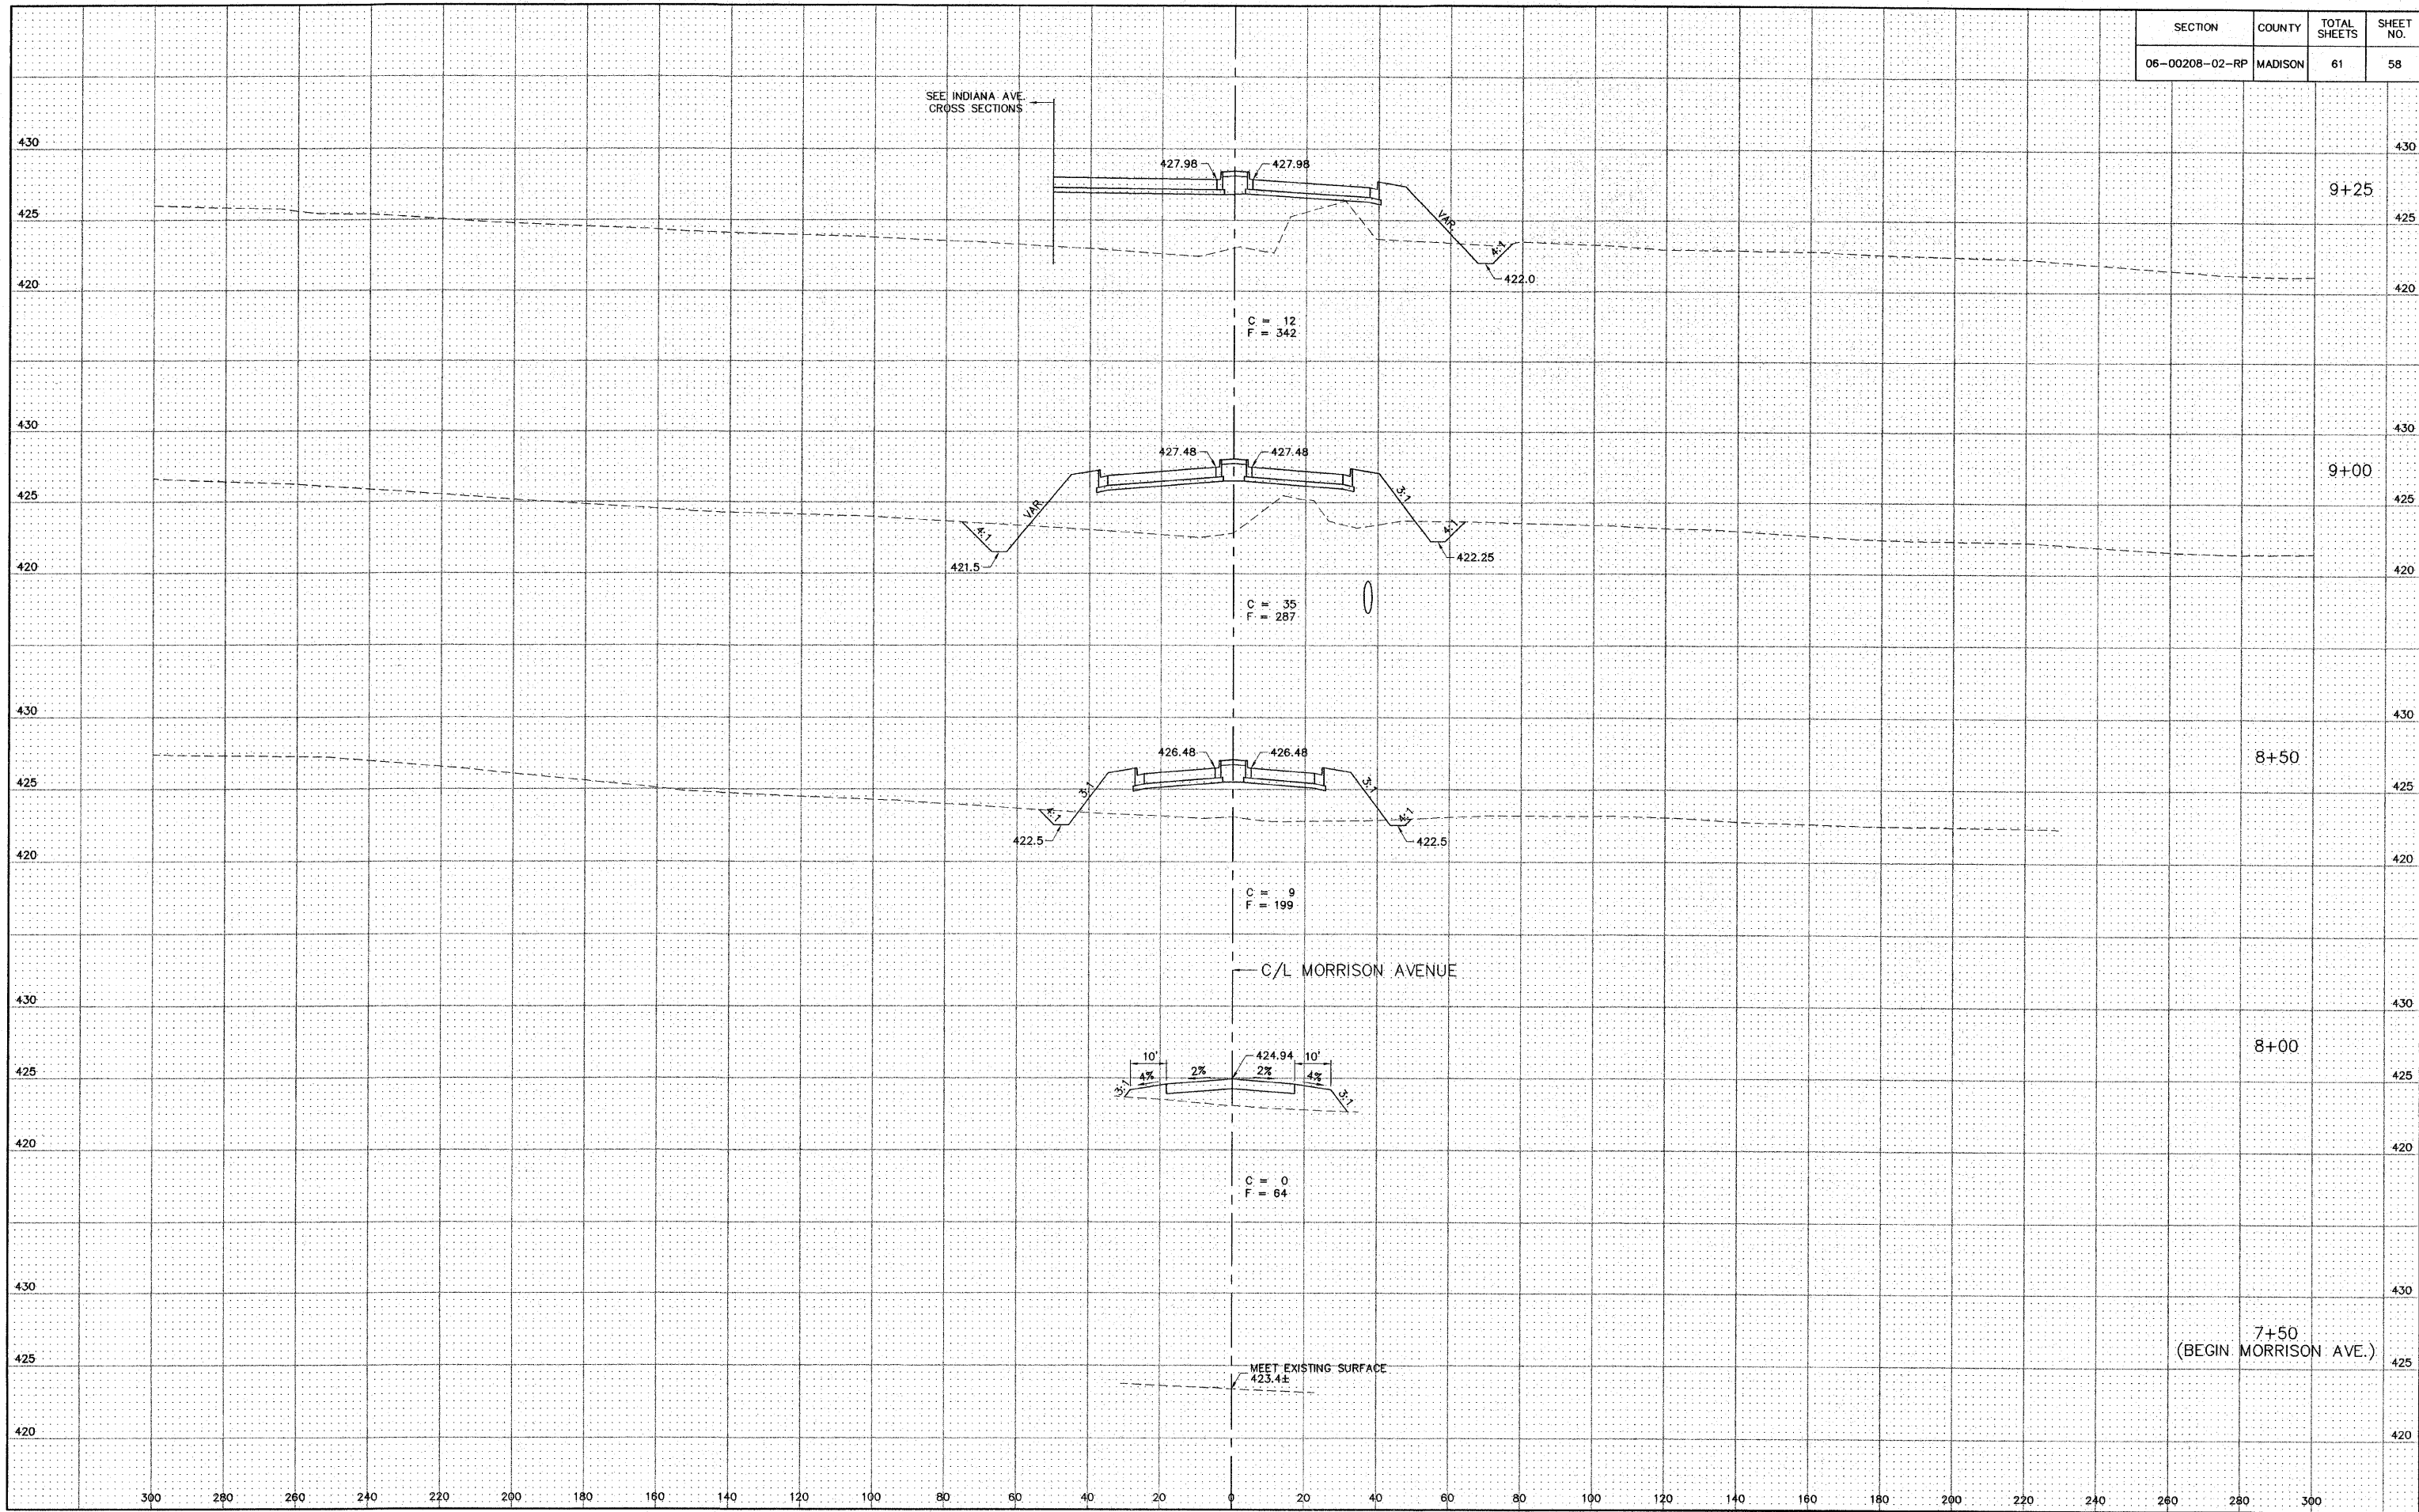 SECTION COUNTY TOTAL SHEETS SHEET NO.
06-00208-02-RP MADISON 61 58
SEE INDIANA AVE.
CROSS SECTIONS
430 430
427.98 427.98
9+25
425 425
VAR.
4:1
422.0
420 420
C = 12
F = 342
430 430
427.48 427.48
9+00
425 425
4:1 VAR. 3:1 4:1
421.5 422.25
420 420
C = 35
F = 287
430 430
426.48 426.48
8+50
425 425
4:1 3:1 3:1 4:1
422.5 422.5
420 420
C = 9
F = 199
C/L MORRISON AVENUE
430 430
8+00
10' 424.94 10'
425 425
3:1 4% 2% 2% 4% 3:1
420 420
C = 0
F = 64
430 430
7+50
(BEGIN MORRISON AVE.)
425 425
MEET EXISTING SURFACE
423.4±
420 420
300 280 260 240 220 200 180 160 140 120 100 80 60 40 20 0 20 40 60 80 100 120 140 160 180 200 220 240 260 280 300